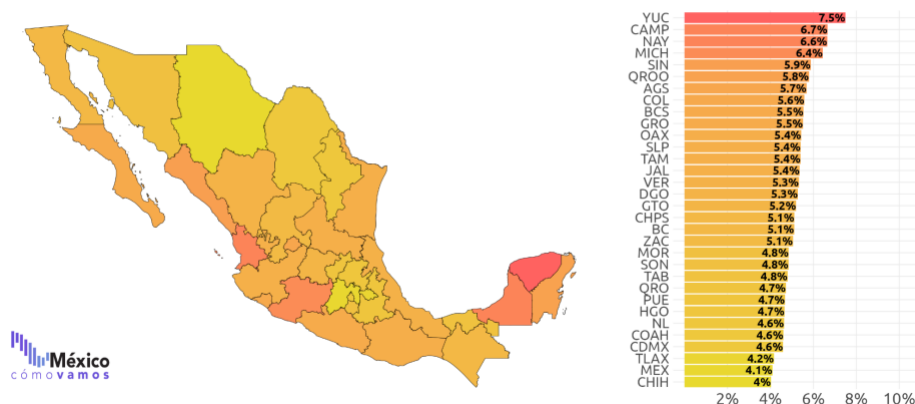 YUC 7.5%
CAMP 6.7%
NAY 6.6%
MICH 6.4%
SIN 5.9%
QROO 5.8%
AGS 5.7%
COL 5.6%
BCS 5.5%
GRO 5.5%
OAX 5.4%
SLP 5.4%
TAM 5.4%
JAL 5.4%
VER 5.3%
DGO 5.3%
GTO 5.2%
CHPS 5.1%
BC 5.1%
ZAC 5.1%
MOR 4.8%
SON 4.8%
TAB 4.8%
QRO 4.7%
PUE 4.7%
HGO 4.7%
NL 4.6%
COAH 4.6%
CDMX 4.6%
TLAX 4.2%
MEX 4.1%
CHIH 4%
2% 4% 6% 8% 10%
México
cómovamos